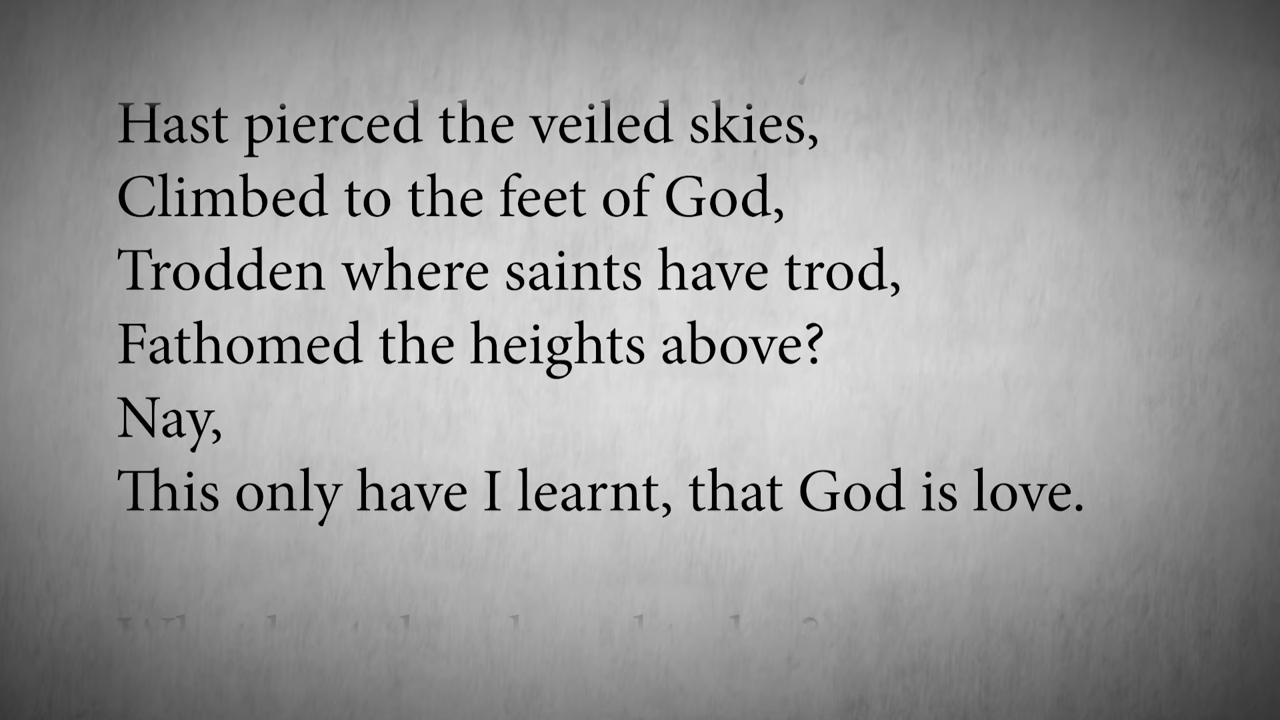 Hast pierced the veiled skies,
Climbed to the feet of God,
Trodden where saints have trod,
Fathomed the heights above?
Nay,
This only have I learnt, that God is love.